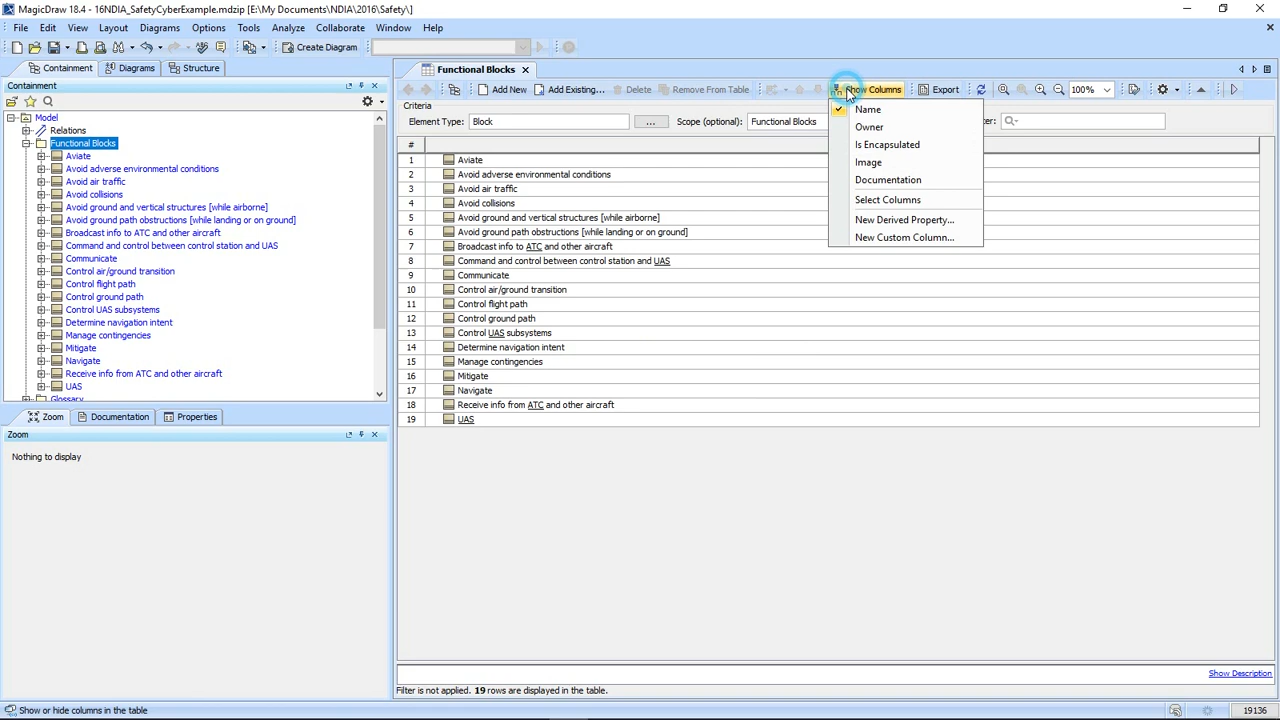 MagicDraw 18.4 - 16NDIA_SafetyCyberExample.mdzip [E:\My Documents\NDIA\2016\Safety\]
File Edit View Layout Diagrams Options Tools Analyze Collaborate Window Help
Create Diagram
Containment Diagrams Structure
Containment
Model
Relations
Functional Blocks
Aviate
Avoid adverse environmental conditions
Avoid air traffic
Avoid collisions
Avoid ground and vertical structures [while airborne]
Avoid ground path obstructions [while landing or on ground]
Broadcast info to ATC and other aircraft
Command and control between control station and UAS
Communicate
Control air/ground transition
Control flight path
Control ground path
Control UAS subsystems
Determine navigation intent
Manage contingencies
Mitigate
Navigate
Receive info from ATC and other aircraft
UAS
Glossary
Zoom Documentation Properties
Zoom
Nothing to display
Functional Blocks
Add New Add Existing... Delete Remove From Table Show Columns Export 100%
Criteria
Element Type: Block ... Scope (optional): Functional Blocks
Name
Owner
Is Encapsulated
Image
Documentation
Select Columns
New Derived Property...
New Custom Column...
#
1 Aviate
2 Avoid adverse environmental conditions
3 Avoid air traffic
4 Avoid collisions
5 Avoid ground and vertical structures [while airborne]
6 Avoid ground path obstructions [while landing or on ground]
7 Broadcast info to ATC and other aircraft
8 Command and control between control station and UAS
9 Communicate
10 Control air/ground transition
11 Control flight path
12 Control ground path
13 Control UAS subsystems
14 Determine navigation intent
15 Manage contingencies
16 Mitigate
17 Navigate
18 Receive info from ATC and other aircraft
19 UAS
Show Description
Filter is not applied. 19 rows are displayed in the table.
Show or hide columns in the table
19136